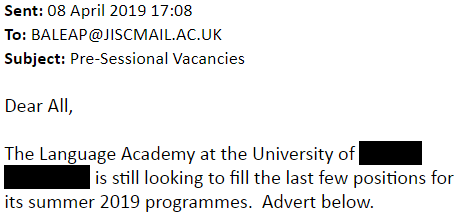 Sent: 08 April 2019 17:08
To: BALEAP@JISCMAIL.AC.UK
Subject: Pre-Sessional Vacancies
Dear All,
The Language Academy at the University of
is still looking to fill the last few positions for
its summer 2019 programmes. Advert below.